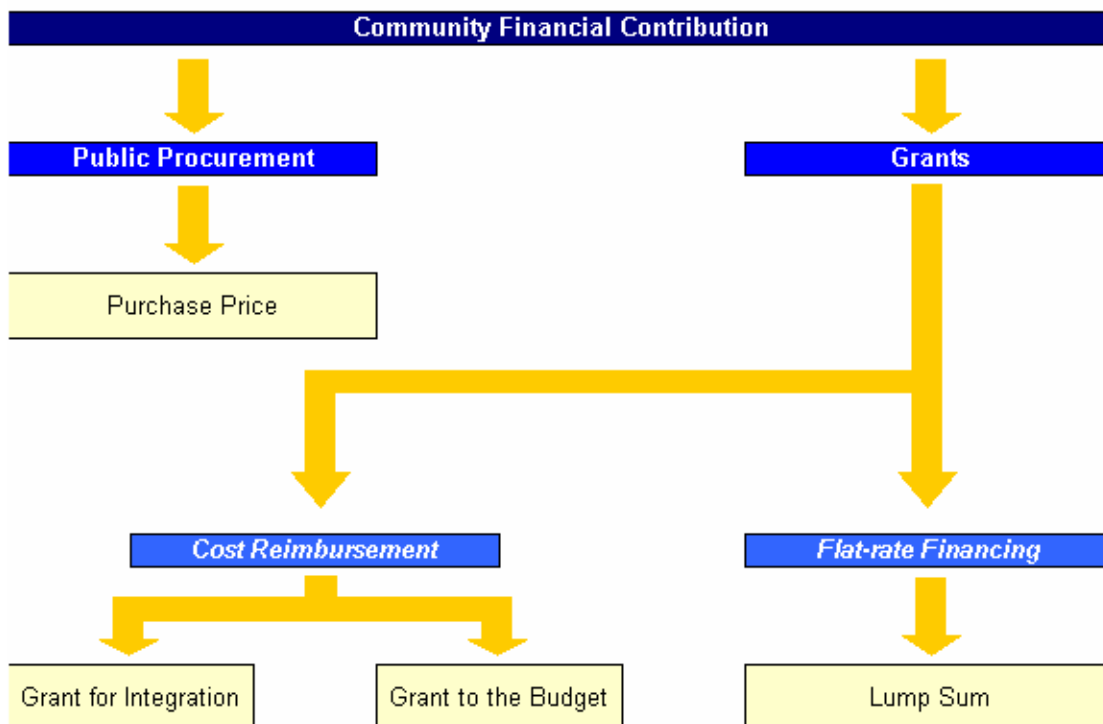 Community Financial Contribution
Public Procurement
Grants
Purchase Price
Cost Reimbursement
Flat-rate Financing
Grant for Integration
Grant to the Budget
Lump Sum